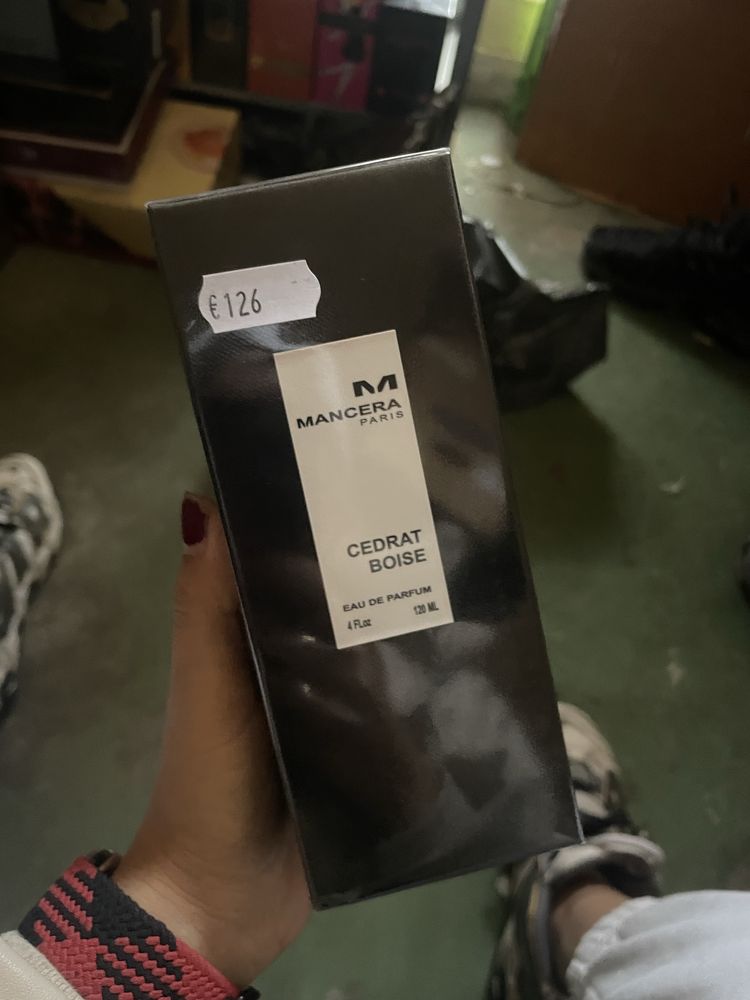 €126
M
MANCERA
PARIS
CEDRAT
BOISE
EAU DE PARFUM
4 FL.oz 120 ML